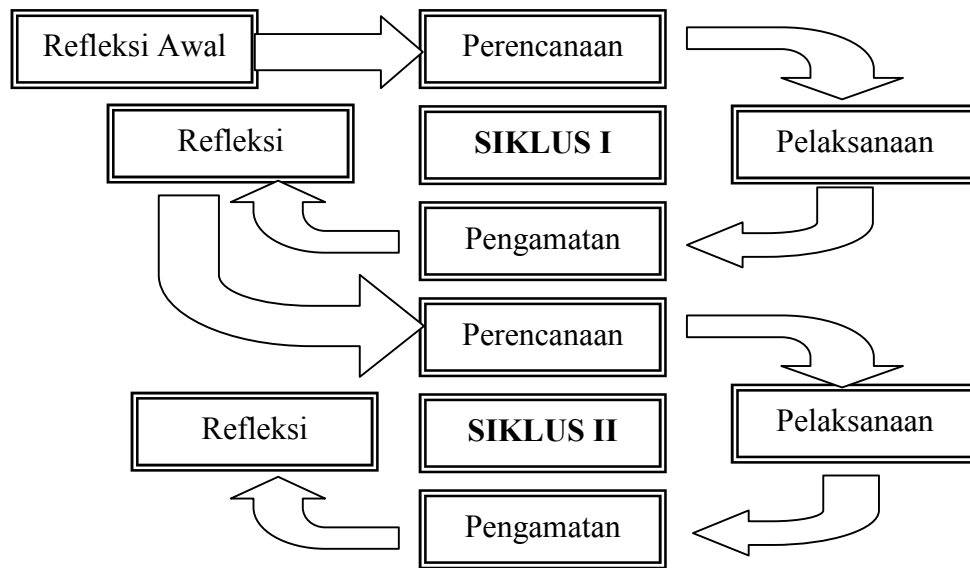 Refleksi Awal
Perencanaan
Refleksi
SIKLUS I
Pelaksanaan
Pengamatan
Perencanaan
Refleksi
SIKLUS II
Pelaksanaan
Pengamatan